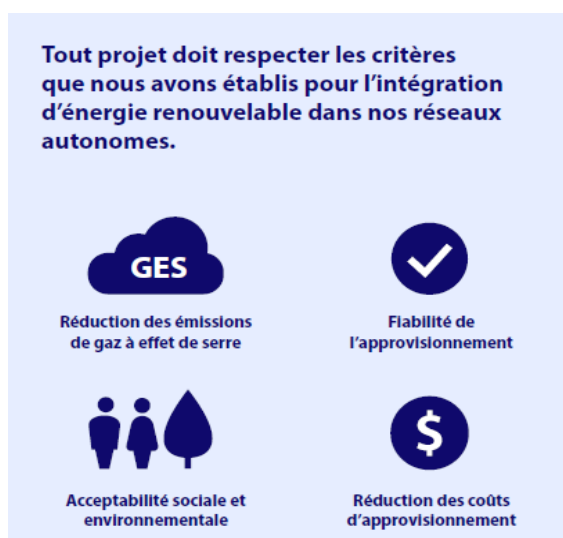 Tout projet doit respecter les critères
que nous avons établis pour l'intégration
d'énergie renouvelable dans nos réseaux
autonomes.
GES
Réduction des émissions
de gaz à effet de serre
Fiabilité de
l'approvisionnement
Acceptabilité sociale et
environnementale
$
Réduction des coûts
d'approvisionnement